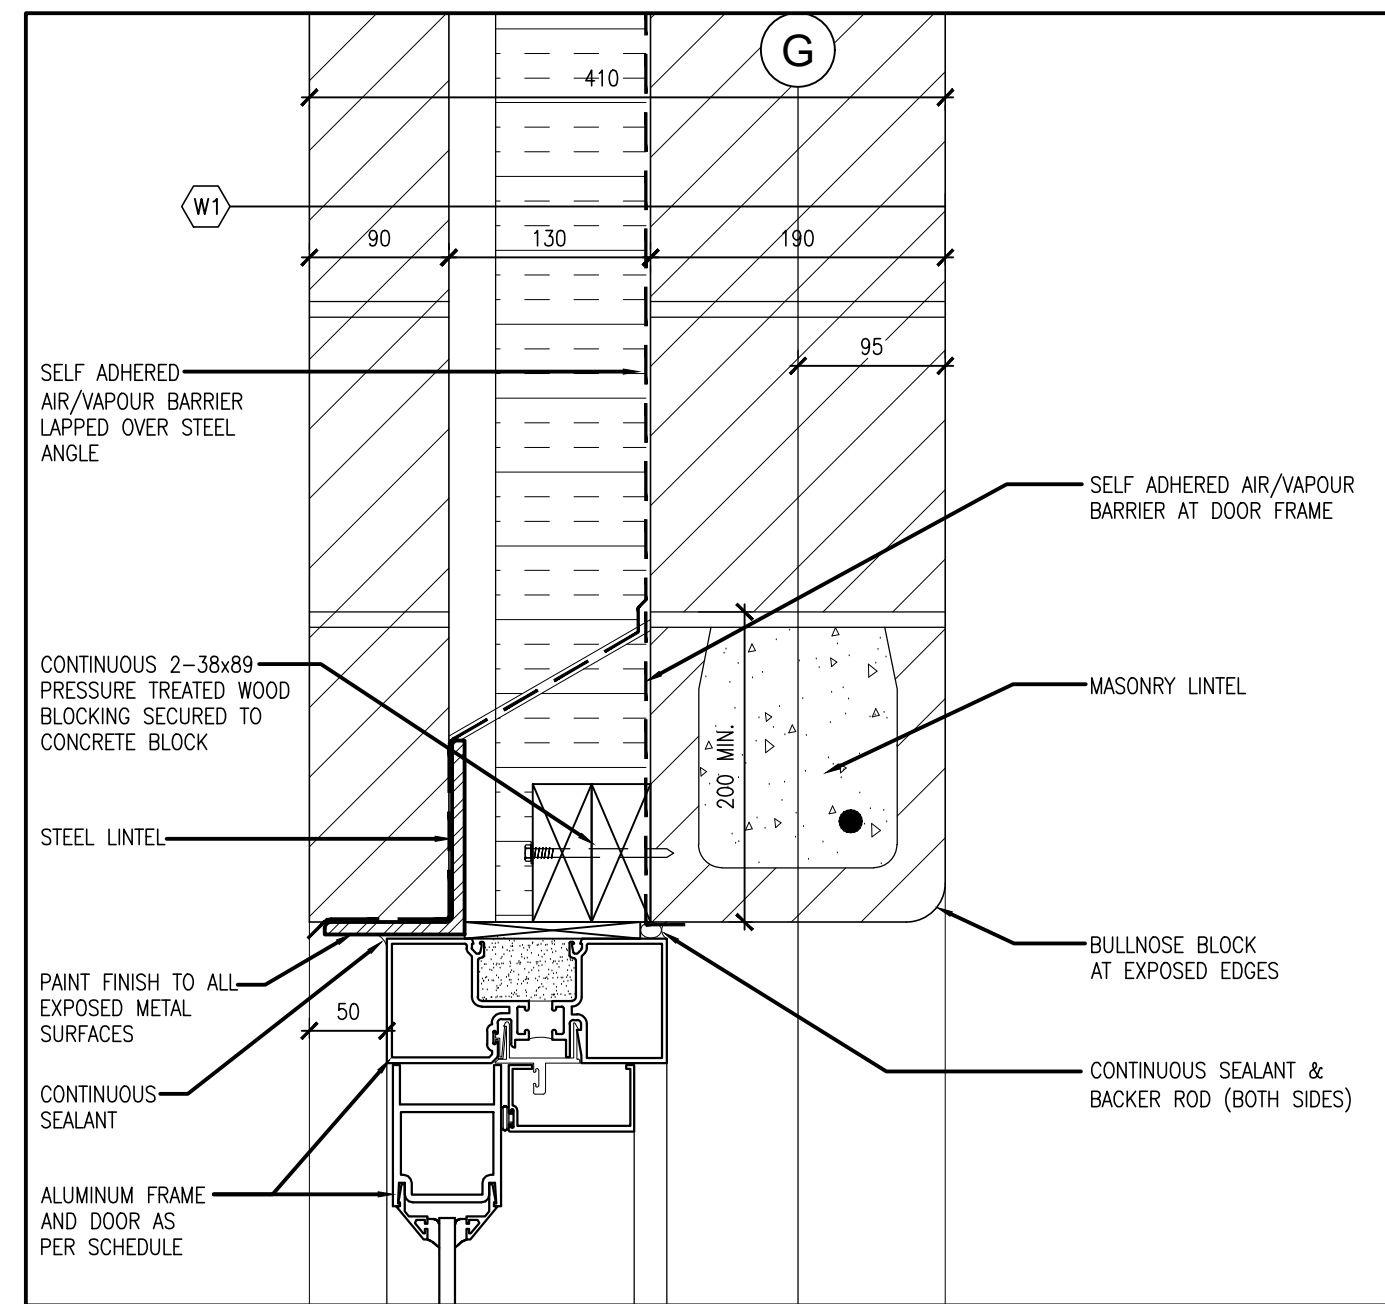 G
410
W1
90
130
190
95
SELF ADHERED
AIR/VAPOUR BARRIER
LAPPED OVER STEEL
ANGLE
SELF ADHERED AIR/VAPOUR
BARRIER AT DOOR FRAME
CONTINUOUS 2-38x89
PRESSURE TREATED WOOD
BLOCKING SECURED TO
CONCRETE BLOCK
MASONRY LINTEL
200 MIN.
STEEL LINTEL
BULLNOSE BLOCK
AT EXPOSED EDGES
PAINT FINISH TO ALL
EXPOSED METAL
SURFACES
50
CONTINUOUS SEALANT &
BACKER ROD (BOTH SIDES)
CONTINUOUS
SEALANT
ALUMINUM FRAME
AND DOOR AS
PER SCHEDULE